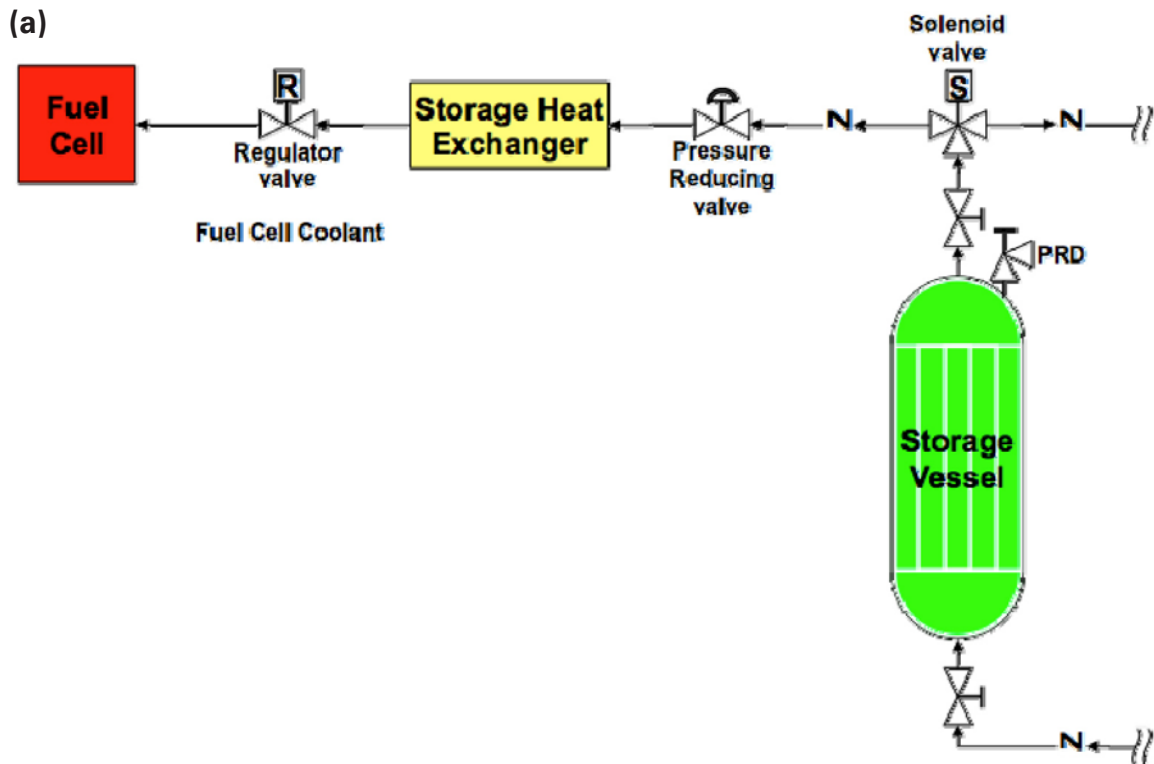 (a)
Solenoid
valve
S
Fuel
Cell
R
Regulator
valve
Storage Heat
Exchanger
Pressure
Reducing
valve
N
N
Fuel Cell Coolant
PRD
Storage
Vessel
N